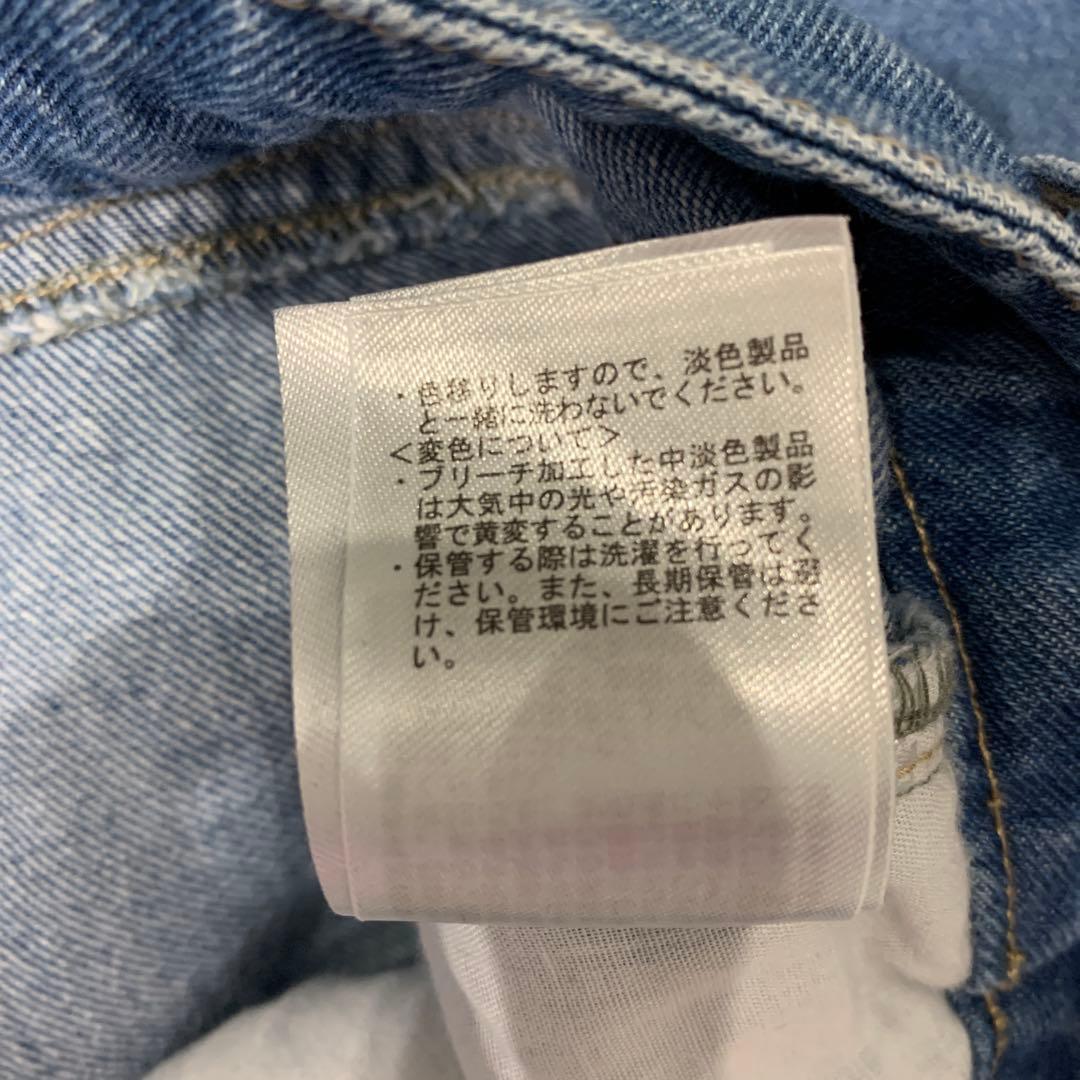 ・色移りしますので、淡色製品
と一緒に洗わないでください。
<変色について>
・ブリーチ加工した中淡色製品
は大気中の光や汚染ガスの影
響で黄変することがあります。
・保管する際は洗濯を行ってく
ださい。また、長期保管は避
け、保管環境にご注意くださ
い。